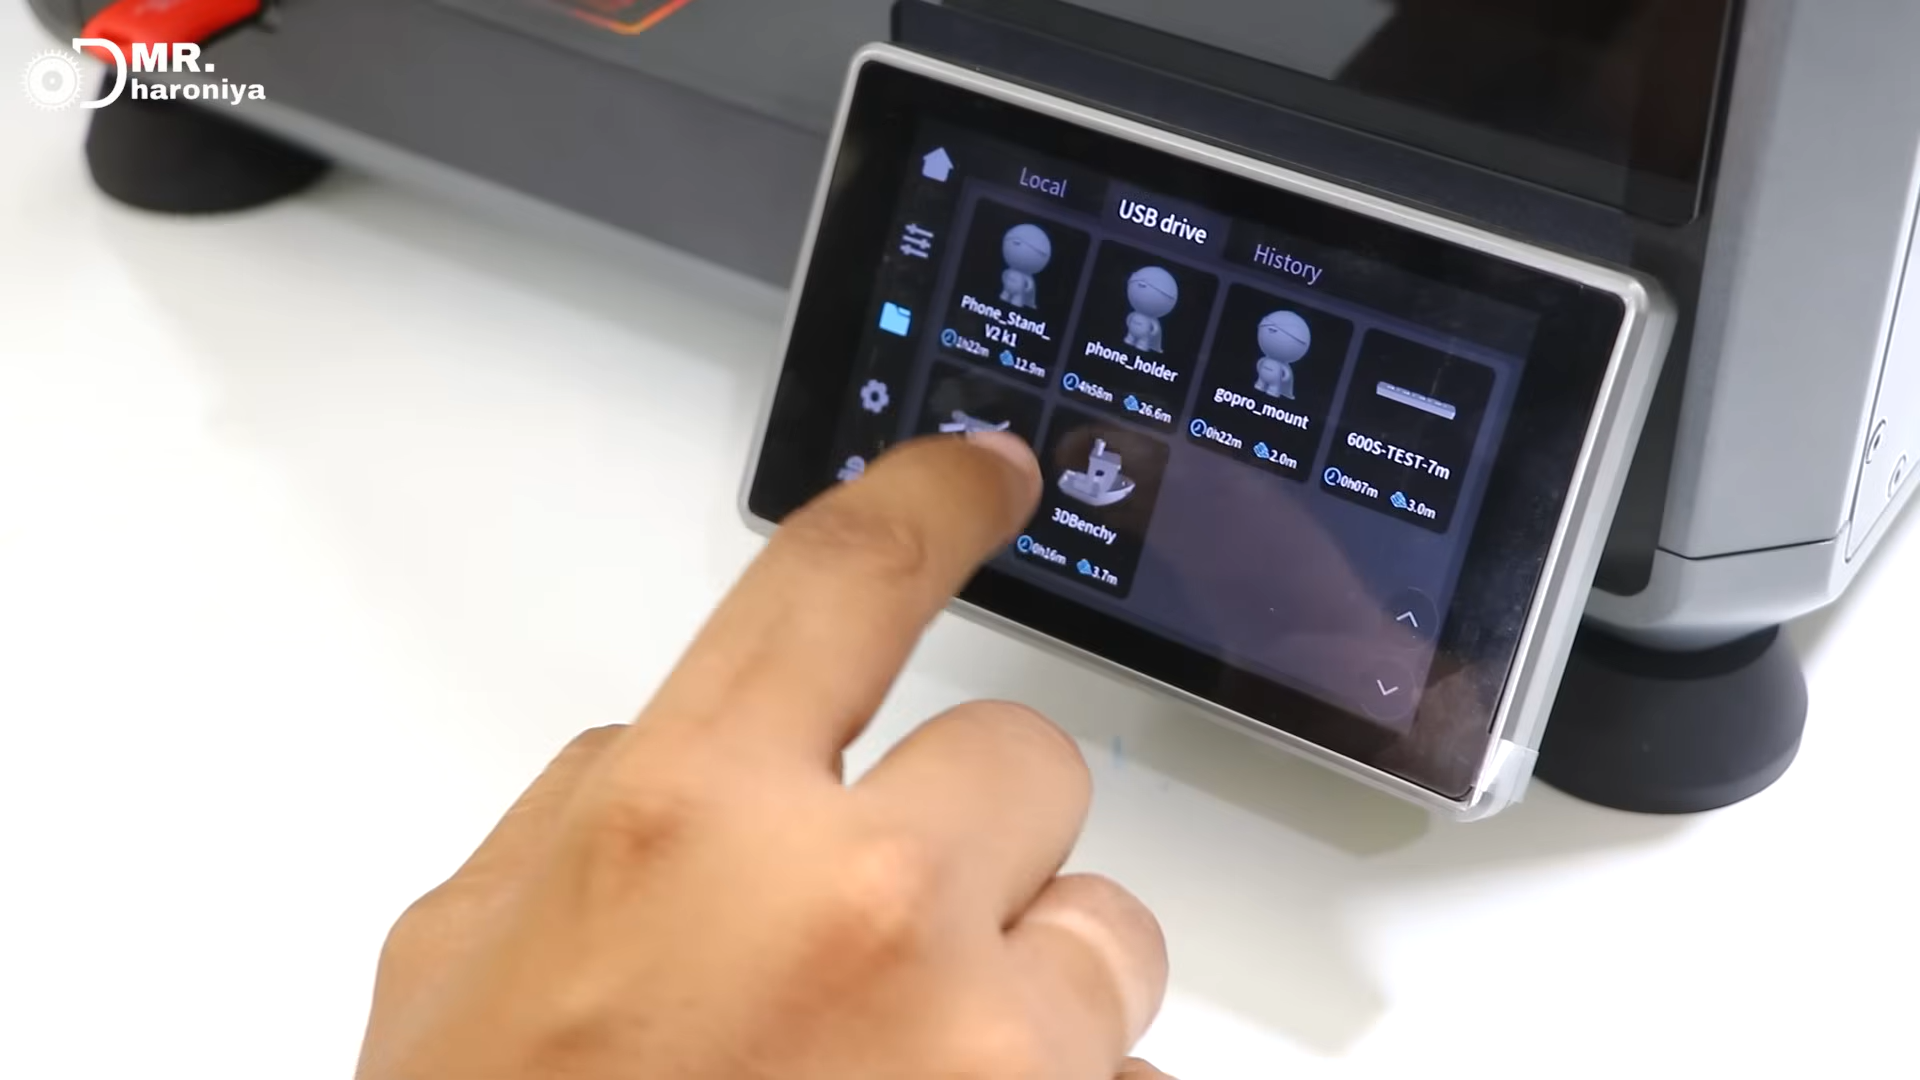 MR.
Dharoniya
Local
USB drive
History
Phone_Stand_
V2 k1
1h22m 12.9m
phone_holder
4h58m 26.6m
gopro_mount
0h22m 2.0m
600S-TEST-7m
0h07m 3.0m
3DBenchy
0h16m 3.7m